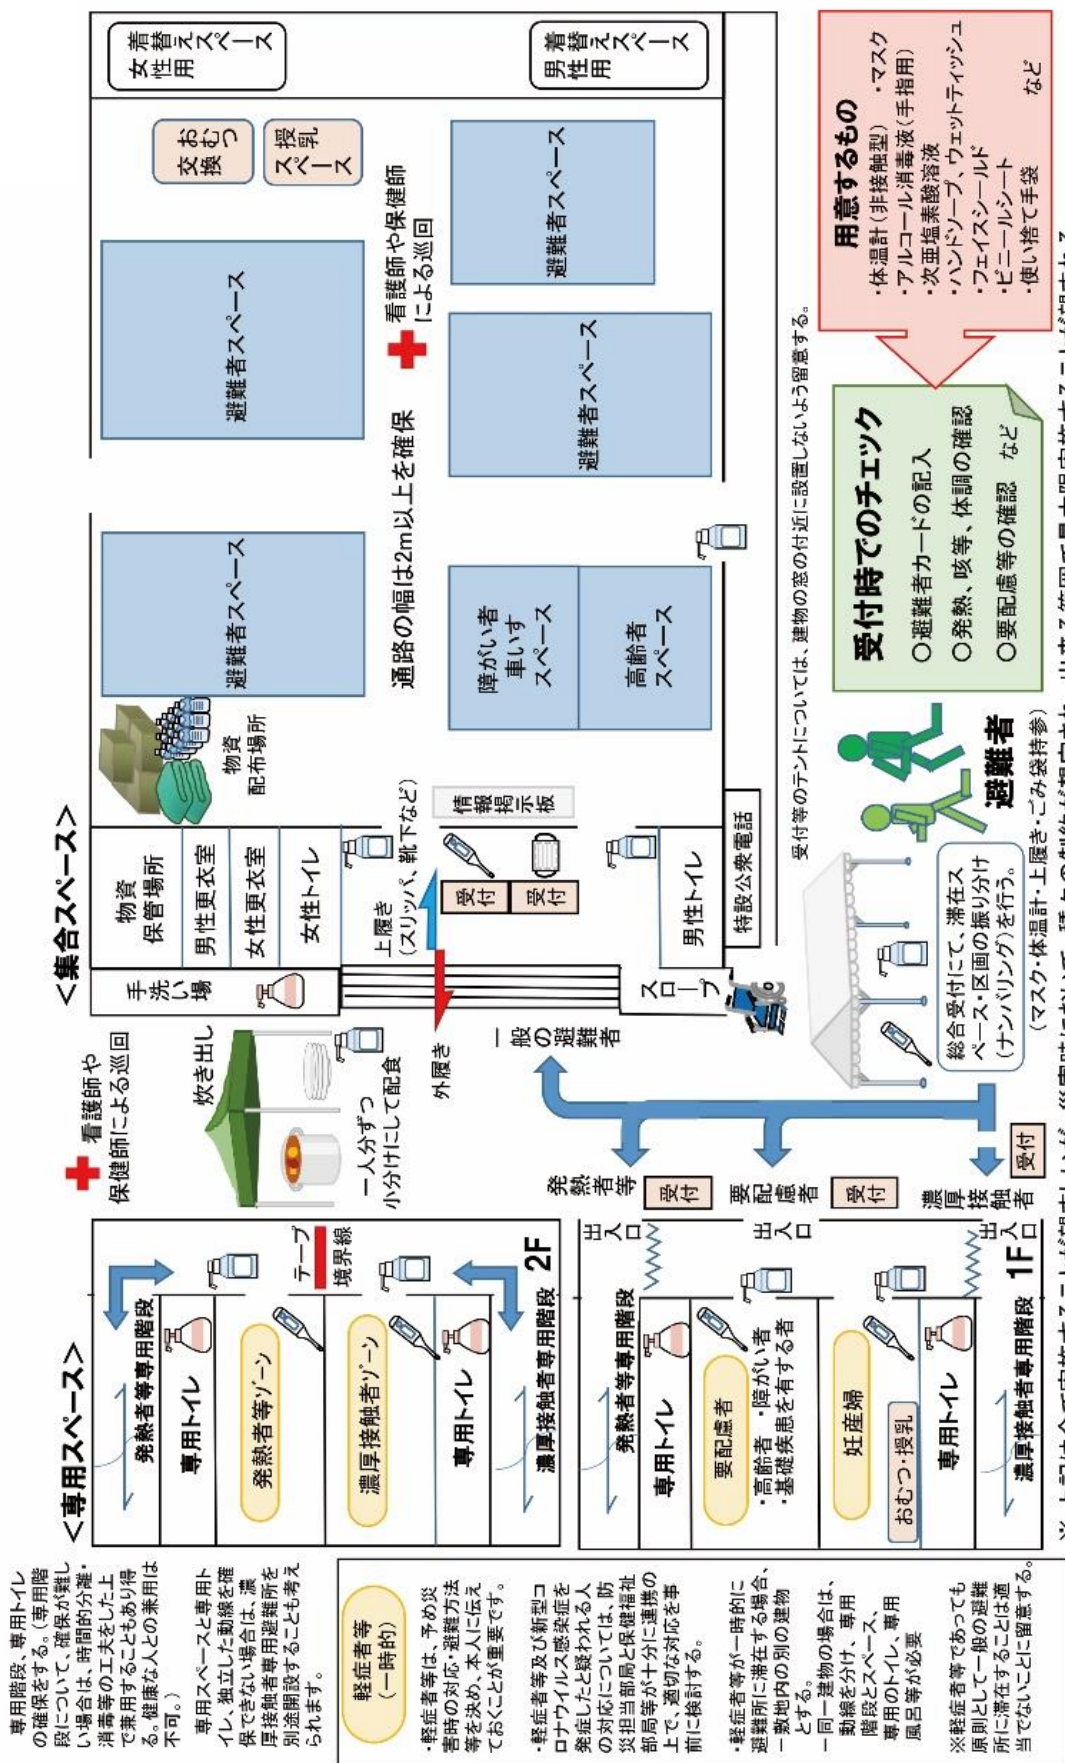 専用階段、専用トイレ
の確保をする。(専用階
段について、確保が難し
い場合は、時間的分離・
消毒等の工夫をした上
で兼用することもあり得
る。健康な人との兼用は
不可。)
専用スペースと専用ト
イレ、独立した動線を確
保できない場合は、濃
厚接触者専用避難所を
別途開設することも考え
られます。
軽症者等
(一時的)
・軽症者等は、予め災
害時の対応・避難方法
等を決め、本人に伝え
ておくことが重要です。
・軽症者等及び新型コ
ロナウイルス感染症を
発症したと疑われる人
の対応については、防
災担当部局と保健福祉
部局等が十分に連携の
上で、適切な対応を事
前に検討する。
・軽症者等が一時的に
避難所に滞在する場合、
一敷地内の別の建物
とする。
一同一建物の場合は、
動線を分け、専用
階段とスペース、
専用のトイレ、専用
風呂等が必要
※軽症者等であっても
原則として一般の避難
所に滞在することは適
当でないことに留意する。
<専用スペース>
発熱者等専用階段
専用トイレ
発熱者等ゾーン
濃厚接触者ゾーン
専用トイレ
濃厚接触者専用階段
テープ
境界線
2F
発熱者等専用階段
専用トイレ
要配慮者
・高齢者 ・障がい者
・基礎疾患を有する者
妊産婦
おむつ・授乳
専用トイレ
濃厚接触者専用階段
出入口
出入口
出入口
1F
看護師や
保健師による巡回
炊き出し
一人分ずつ
小分けにして配食
外履き
一般の避難者
発熱者等
受付
要配慮者
受付
濃厚接触者
受付
<集合スペース>
手洗い場
スロープ
物資
保管場所
男性更衣室
女性更衣室
女性トイレ
上履き
(スリッパ、靴下など)
受付
受付
男性トイレ
特設公衆電話
情報掲示板
物資
配布場所
避難者スペース
避難者スペース
通路の幅は2m以上を確保
看護師や保健師
による巡回
障がい者
車いす
スペース
高齢者
スペース
避難者スペース
避難者スペース
おむつ
交換
授乳
スペース
女性用
着替えスペース
男性用
着替えスペース
受付等のテントについては、建物の窓の付近に設置しないよう留意する。
総合受付にて、滞在ス
ペース・区画の振り分け
(ナンバリング)を行う。
(マスク・体温計・上履き・ごみ袋持参)
避難者
受付時でのチェック
〇避難者カードの記入
〇発熱、咳等、体調の確認
〇要配慮等の確認 など
用意するもの
・体温計(非接触型) ・マスク
・アルコール消毒液(手指用)
・次亜塩素酸溶液
・ハンドソープ、ウェットティッシュ
・フェイスシールド
・ビニールシート
・使い捨て手袋 など